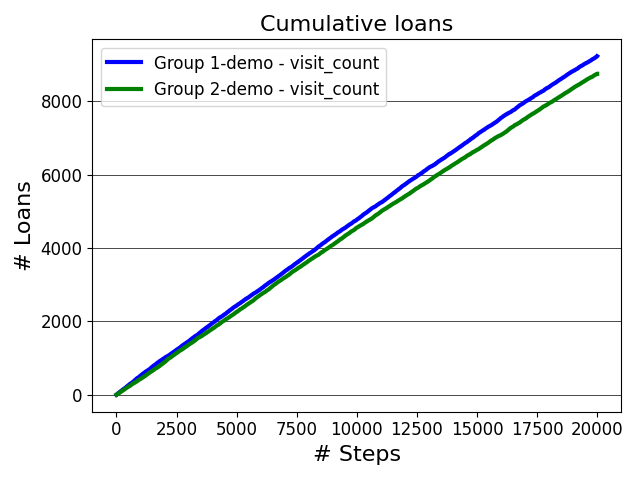 Cumulative loans
Group 1-demo - visit_count
Group 2-demo - visit_count
# Loans
8000
6000
4000
2000
0
0 2500 5000 7500 10000 12500 15000 17500 20000
# Steps